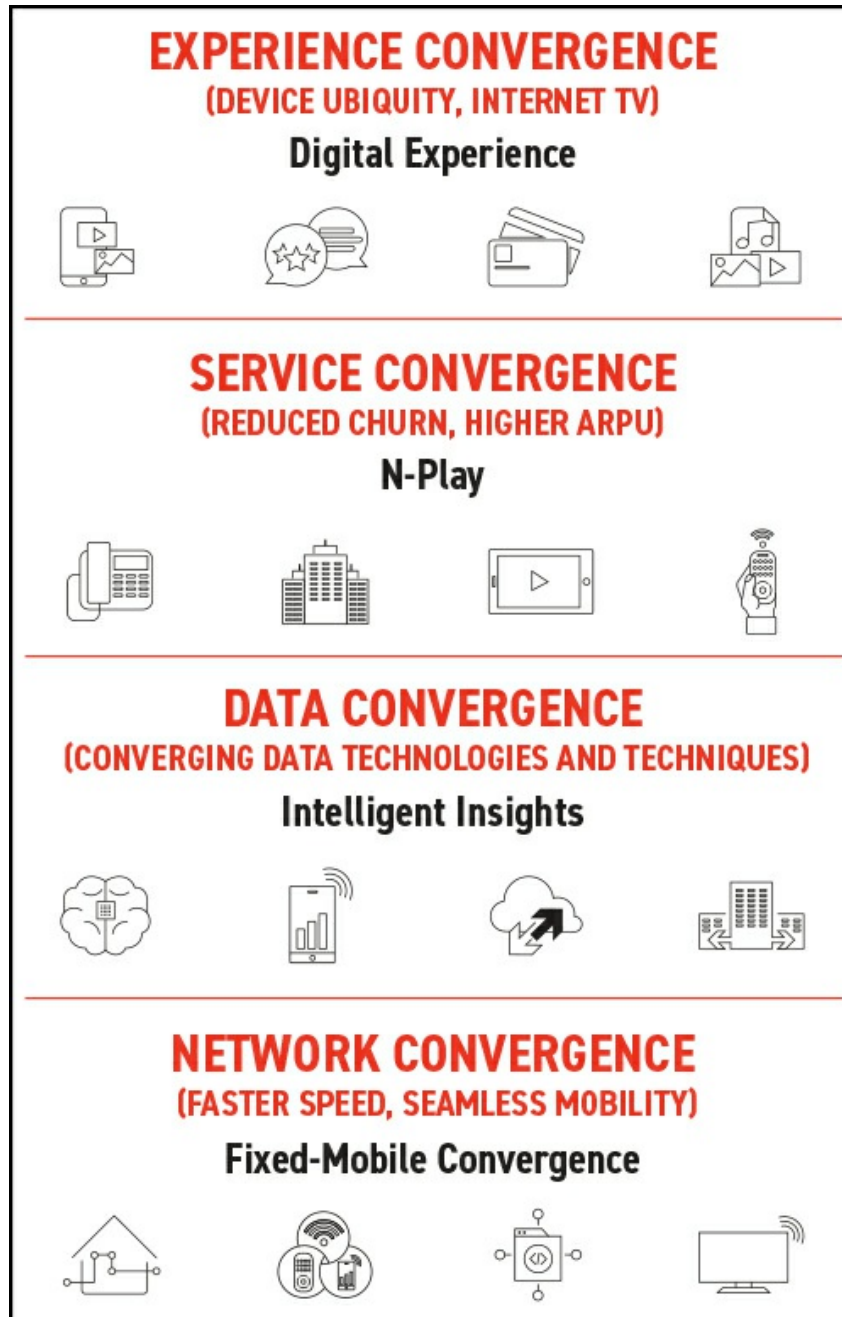 EXPERIENCE CONVERGENCE
(DEVICE UBIQUITY, INTERNET TV)
Digital Experience
SERVICE CONVERGENCE
(REDUCED CHURN, HIGHER ARPU)
N-Play
DATA CONVERGENCE
(CONVERGING DATA TECHNOLOGIES AND TECHNIQUES)
Intelligent Insights
NETWORK CONVERGENCE
(FASTER SPEED, SEAMLESS MOBILITY)
Fixed-Mobile Convergence